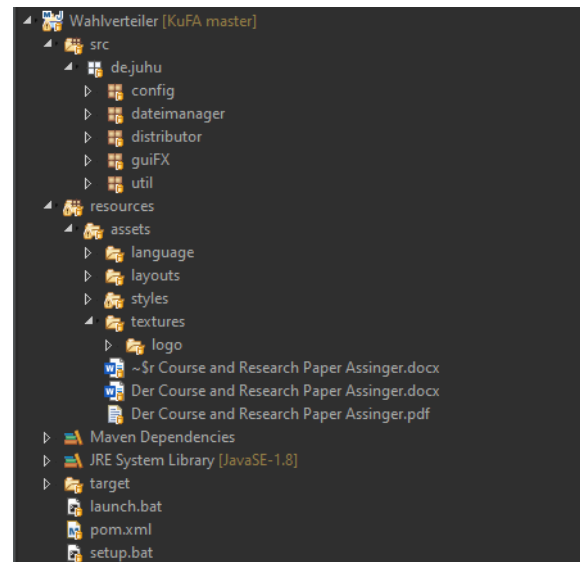 Wahlverteiler [KuFA master]
src
de.juhu
config
dateimanager
distributor
guiFX
util
resources
assets
language
layouts
styles
textures
logo
~$r Course and Research Paper Assinger.docx
Der Course and Research Paper Assinger.docx
Der Course and Research Paper Assinger.pdf
Maven Dependencies
JRE System Library [JavaSE-1.8]
target
launch.bat
pom.xml
setup.bat